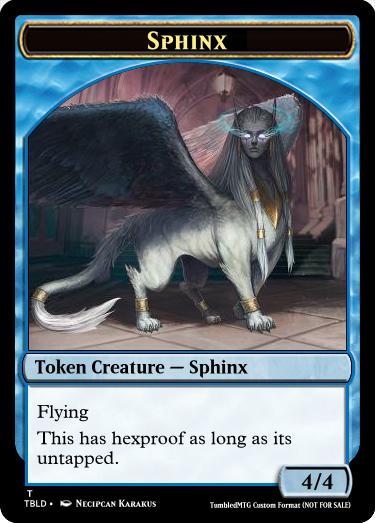 Sphinx
Token Creature — Sphinx
Flying
This has hexproof as long as its
untapped.
4/4
T
TBLD • Necipcan Karakus
TumbledMTG Custom Format (NOT FOR SALE)